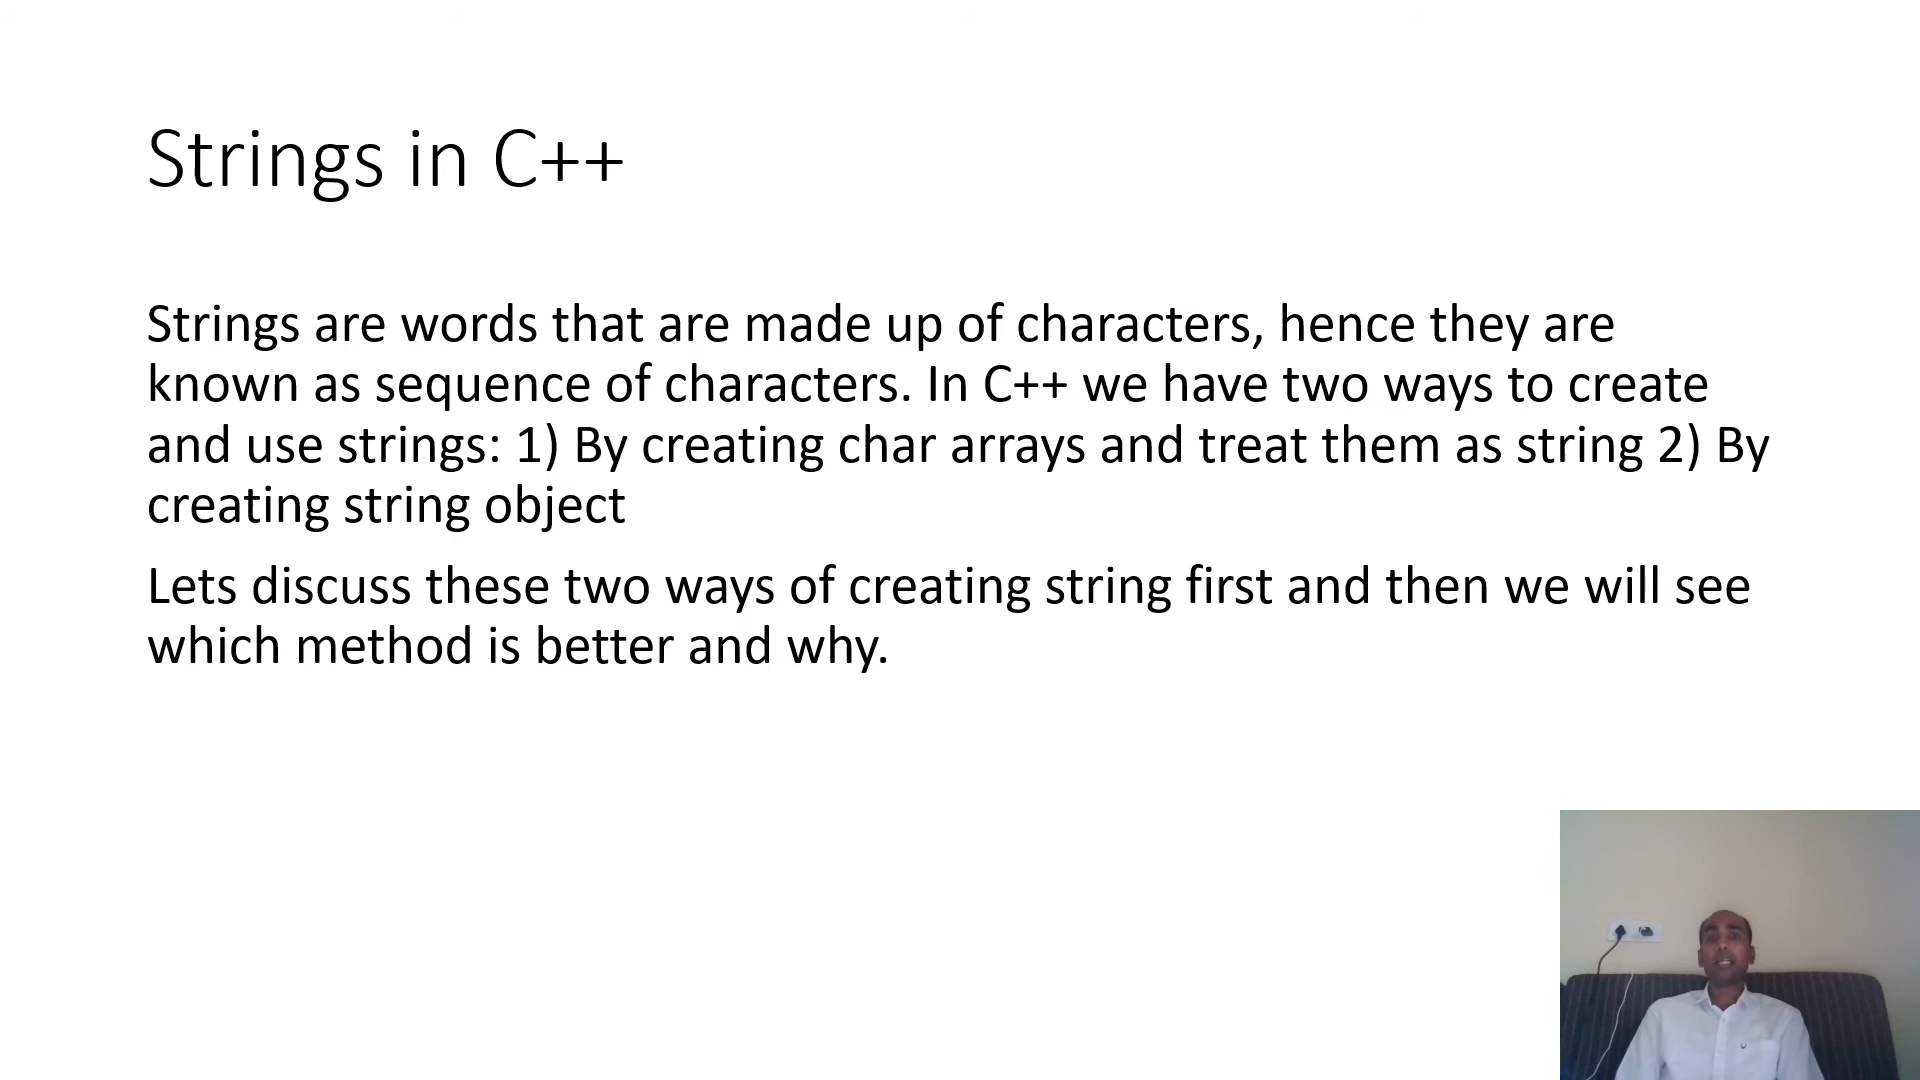 Strings in C++
Strings are words that are made up of characters, hence they are
known as sequence of characters. In C++ we have two ways to create
and use strings: 1) By creating char arrays and treat them as string 2) By
creating string object
Lets discuss these two ways of creating string first and then we will see
which method is better and why.